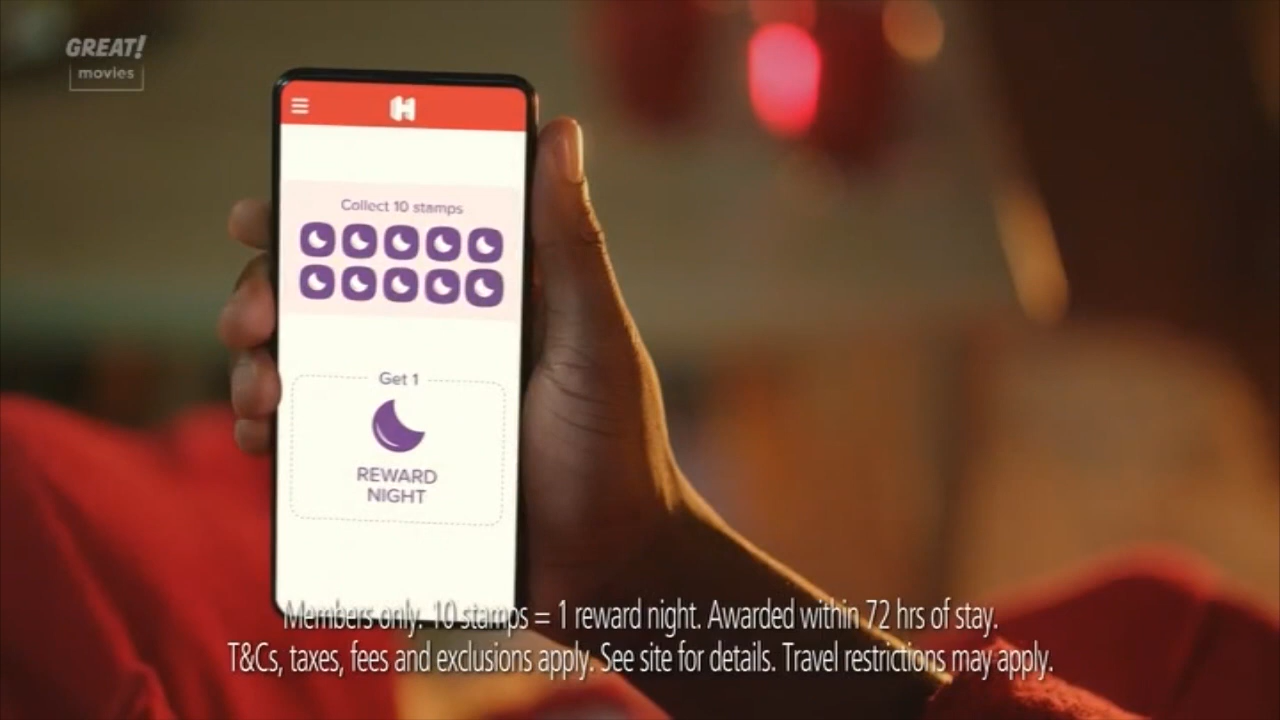 GREAT!
movies
H
Collect 10 stamps
Get 1
REWARD
NIGHT
Members only. 10 stamps = 1 reward night. Awarded within 72 hrs of stay.
T&Cs, taxes, fees and exclusions apply. See site for details. Travel restrictions may apply.